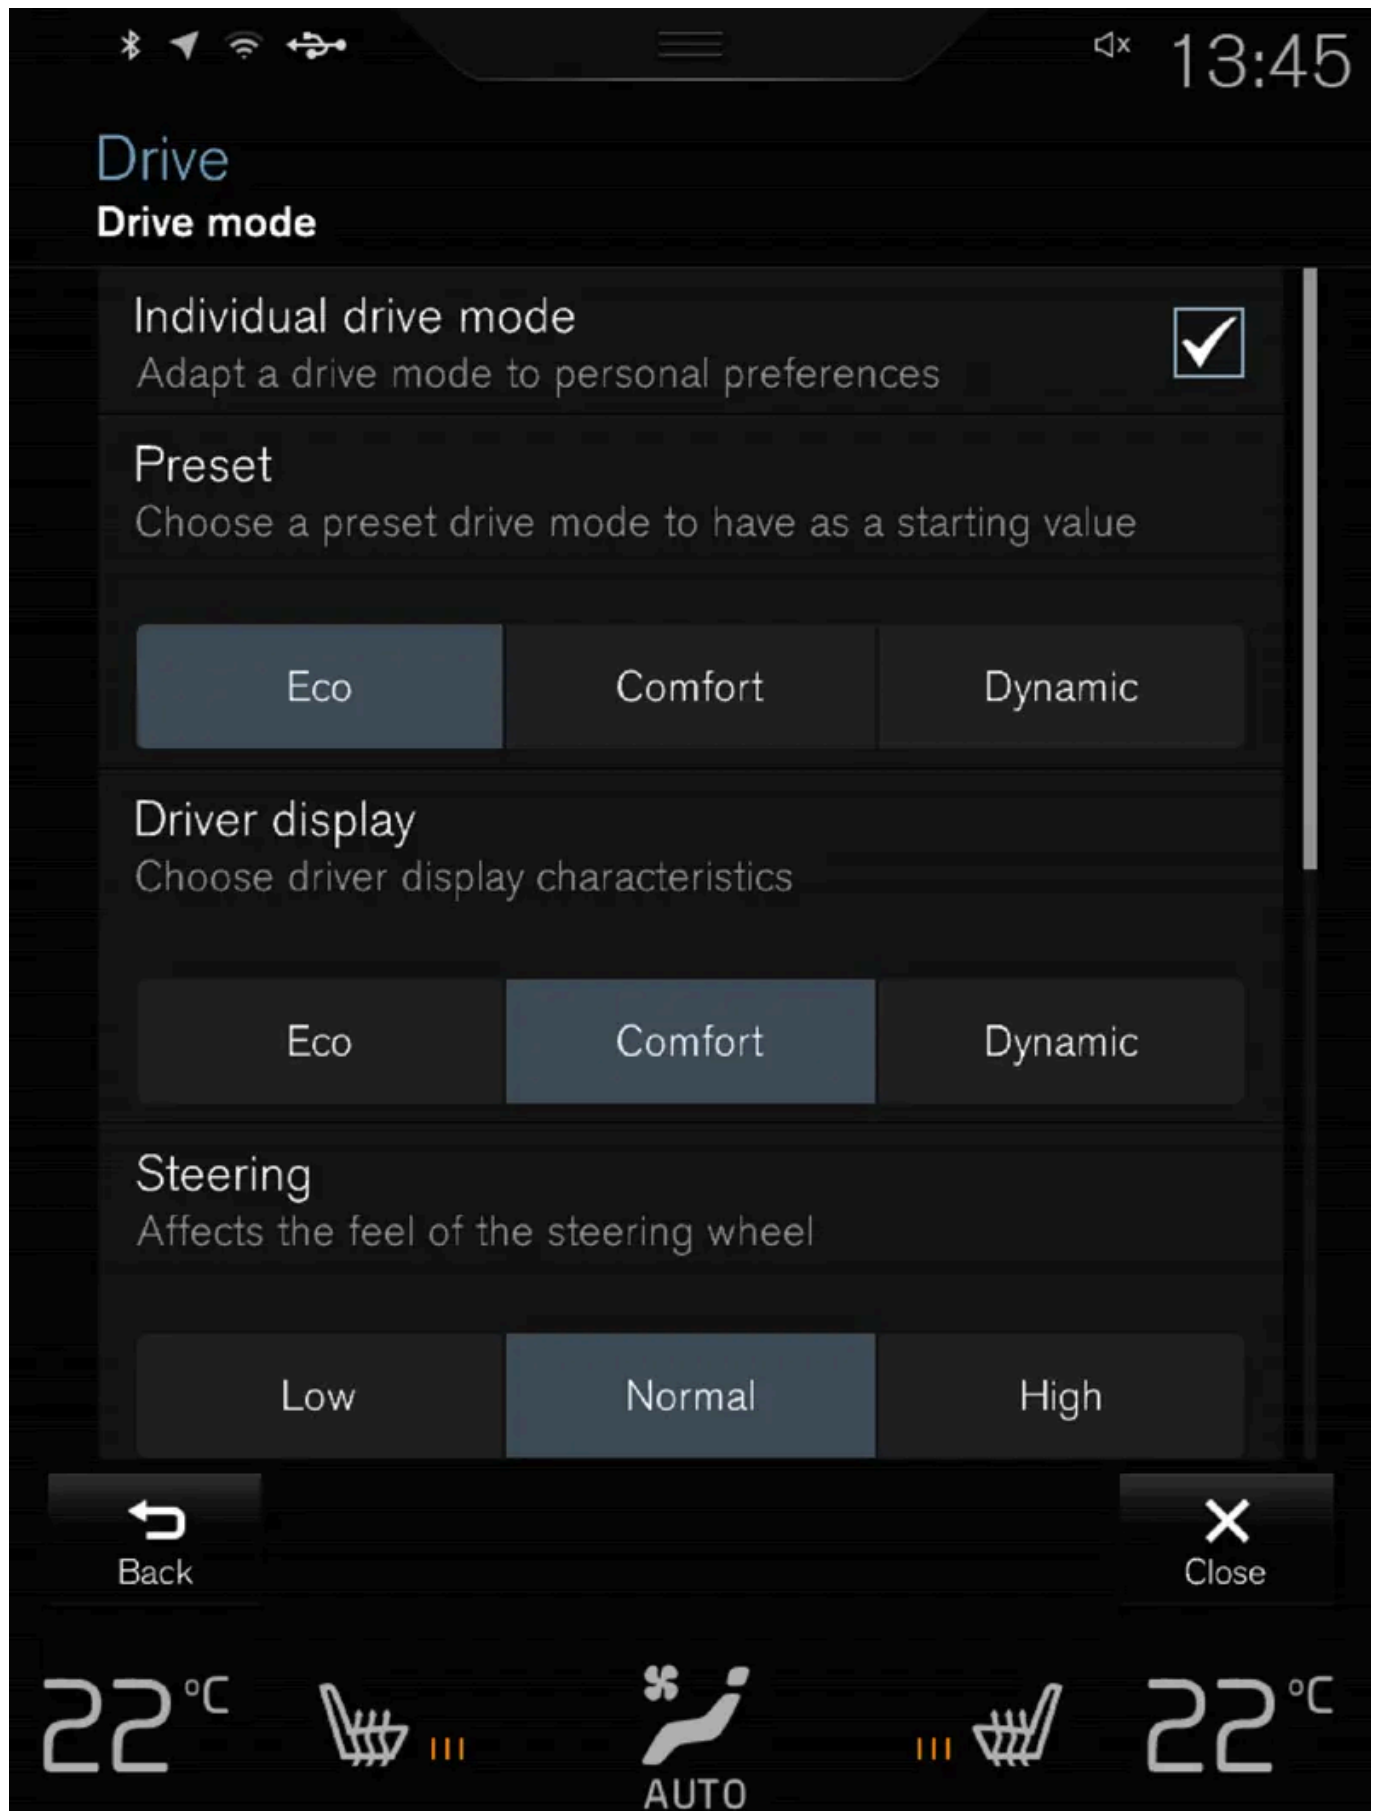 13:45
Drive
Drive mode
Individual drive mode
Adapt a drive mode to personal preferences
Preset
Choose a preset drive mode to have as a starting value
Eco Comfort Dynamic
Driver display
Choose driver display characteristics
Eco Comfort Dynamic
Steering
Affects the feel of the steering wheel
Low Normal High
Back Close
22°C 22°C
AUTO